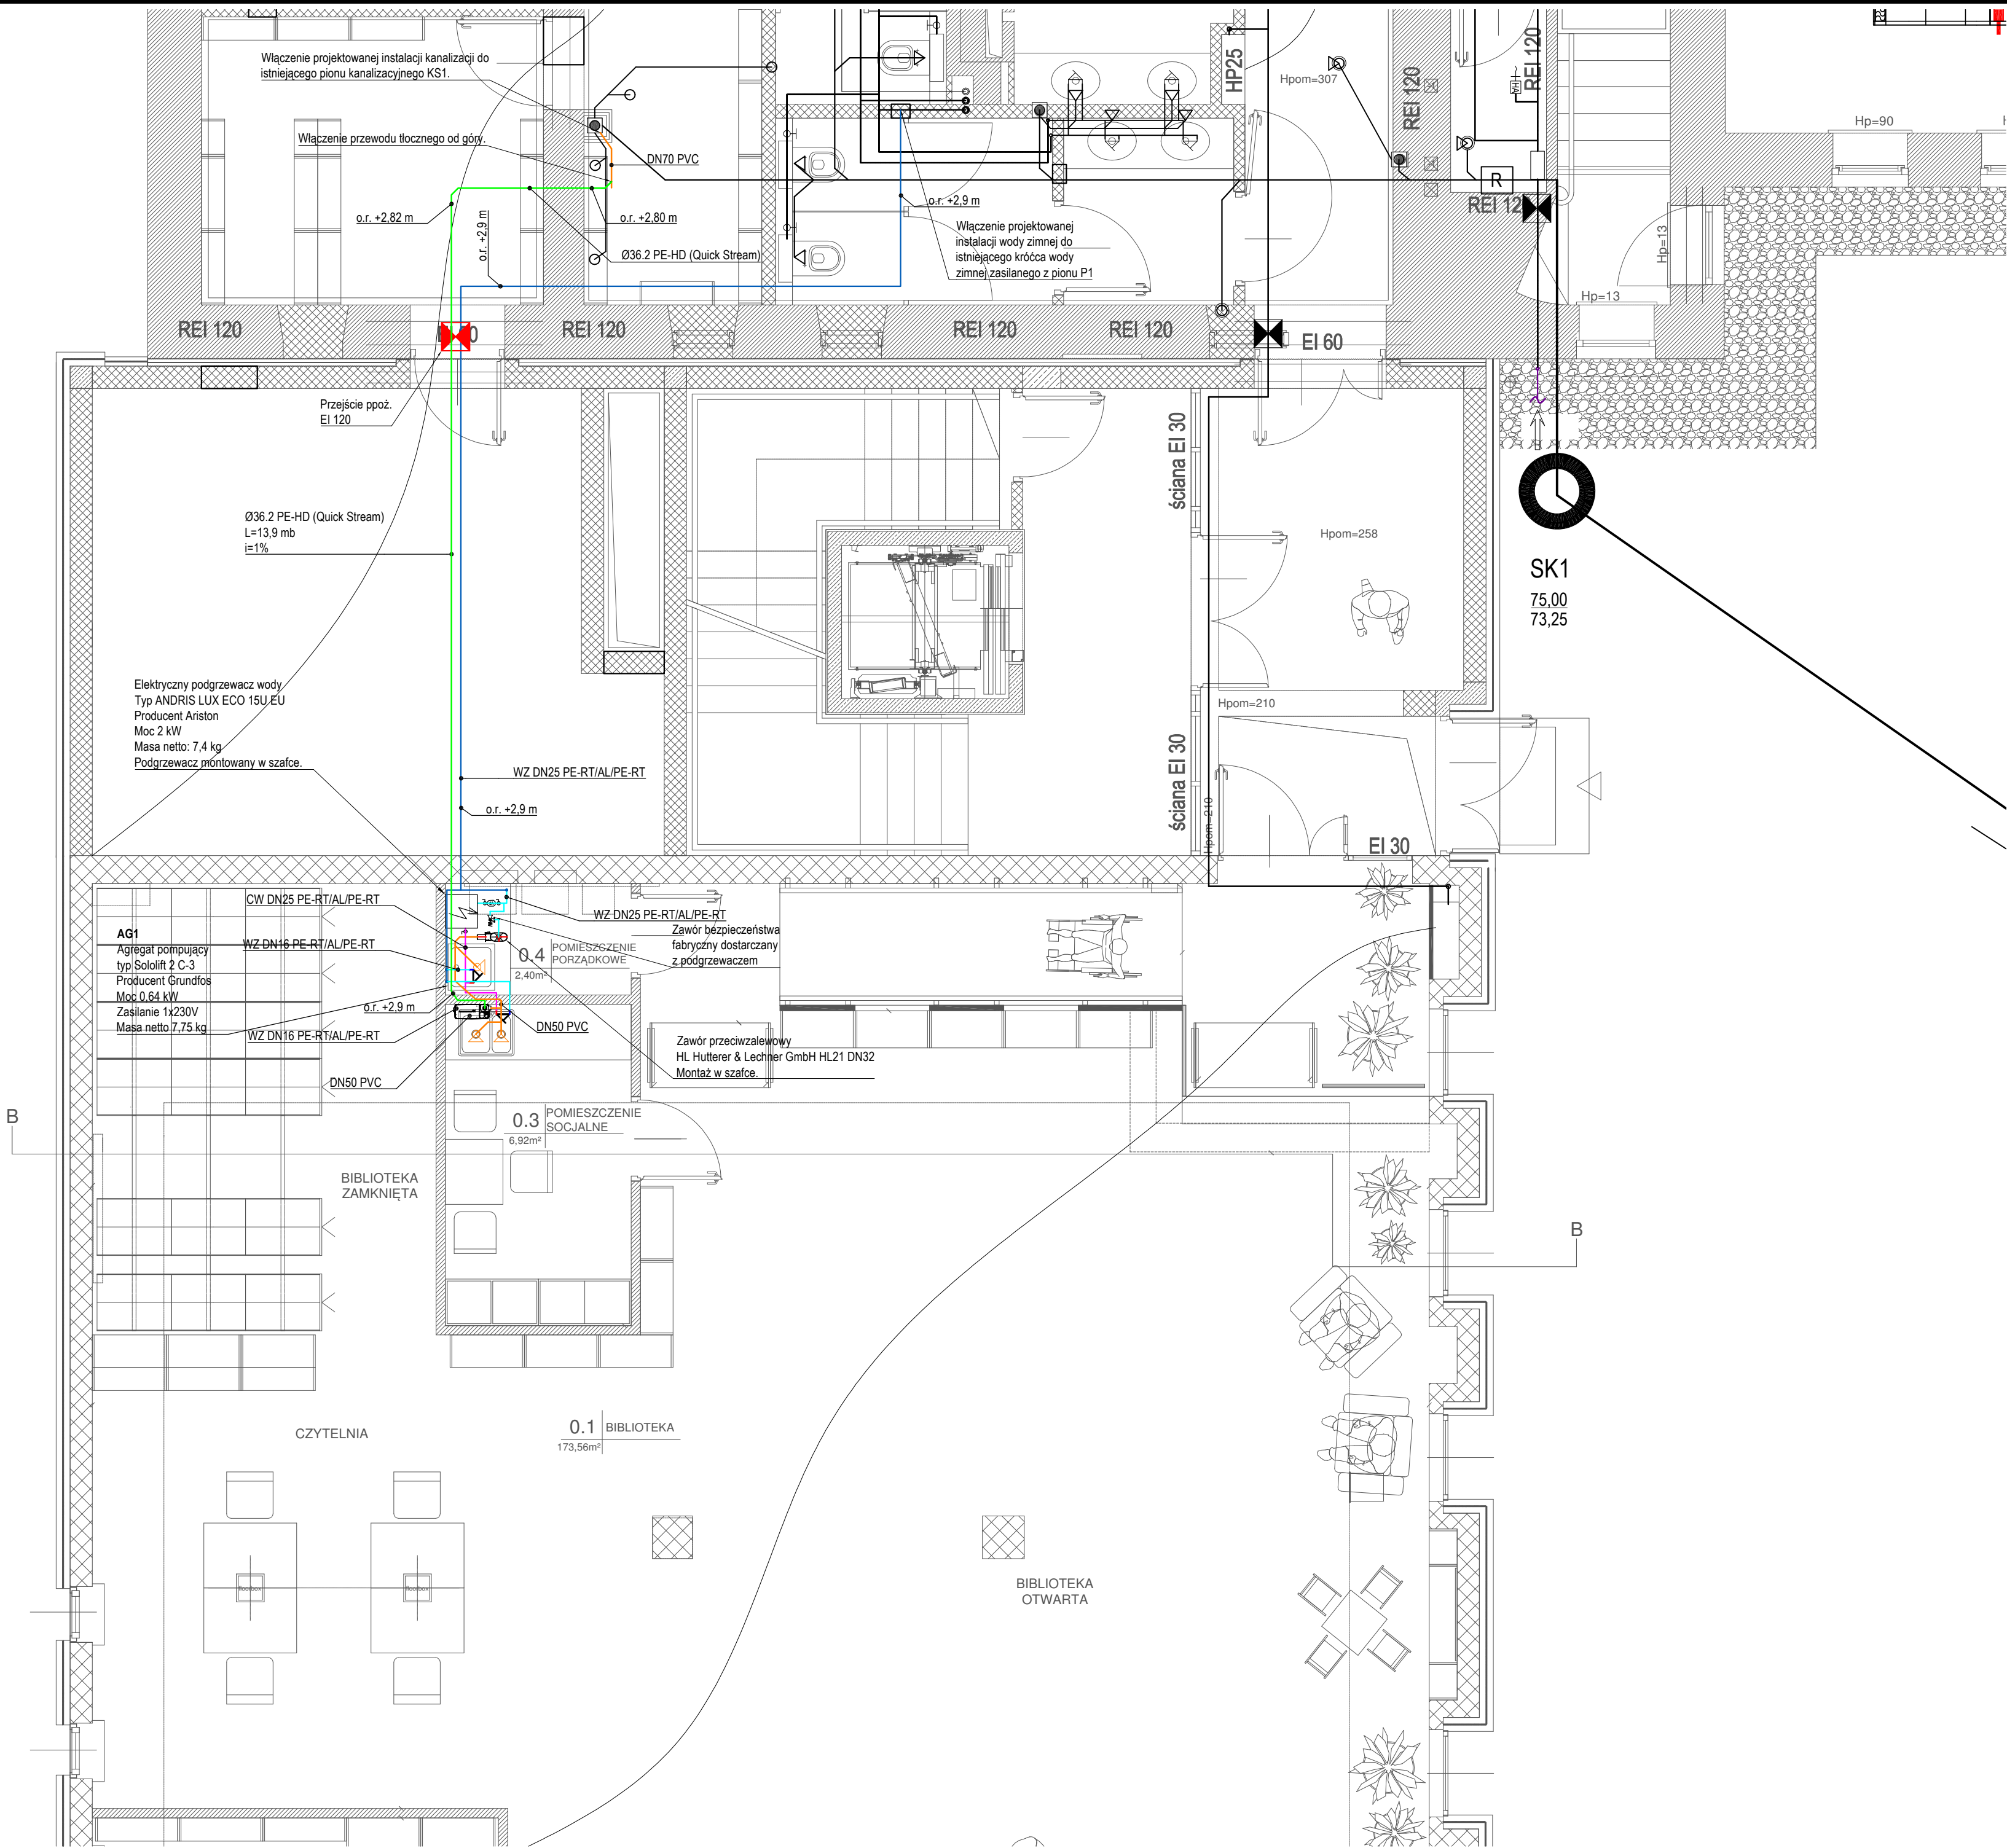 Włączenie projektowanej instalacji kanalizacji do
istniejącego pionu kanalizacyjnego KS1.
Włączenie przewodu tłocznego od góry.
DN70 PVC
o.r. +2,82 m
o.r. +2,9 m
o.r. +2,80 m
Ø36.2 PE-HD (Quick Stream)
o.r. +2,9 m
Włączenie projektowanej
instalacji wody zimnej do
istniejącego króćca wody
zimnej zasilanego z pionu P1
HP25
Hpom=307
REI 120
REI 120
R
REI 12
Hp=90
Hp=13
Hp=13
REI 120
REI 120
REI 120
REI 120
EI 60
Przejście ppoż.
EI 120
ściana EI 30
Hpom=258
SK1
75,00
73,25
Ø36.2 PE-HD (Quick Stream)
L=13,9 mb
i=1%
Elektryczny podgrzewacz wody
Typ ANDRIS LUX ECO 15U EU
Producent Ariston
Moc 2 kW
Masa netto: 7,4 kg
Podgrzewacz montowany w szafce.
WZ DN25 PE-RT/AL/PE-RT
o.r. +2,9 m
Hpom=210
ściana EI 30
Hpom=210
EI 30
CW DN25 PE-RT/AL/PE-RT
WZ DN25 PE-RT/AL/PE-RT
Zawór bezpieczeństwa
fabryczny dostarczany
z podgrzewaczem
AG1
Agregat pompujący
typ Sololift 2 C-3
Producent Grundfos
Moc 0,64 kW
Zasilanie 1x230V
Masa netto 7,75 kg
WZ DN16 PE-RT/AL/PE-RT
0.4 POMIESZCZENIE
PORZĄDKOWE
2,40m²
o.r. +2,9 m
WZ DN16 PE-RT/AL/PE-RT
DN50 PVC
Zawór przeciwzalewowy
HL Hutterer & Lechner GmbH HL21 DN32
Montaż w szafce.
DN50 PVC
0.3 POMIESZCZENIE
SOCJALNE
6,92m²
B
BIBLIOTEKA
ZAMKNIĘTA
B
CZYTELNIA
0.1 BIBLIOTEKA
173,56m²
floorbox
floorbox
BIBLIOTEKA
OTWARTA